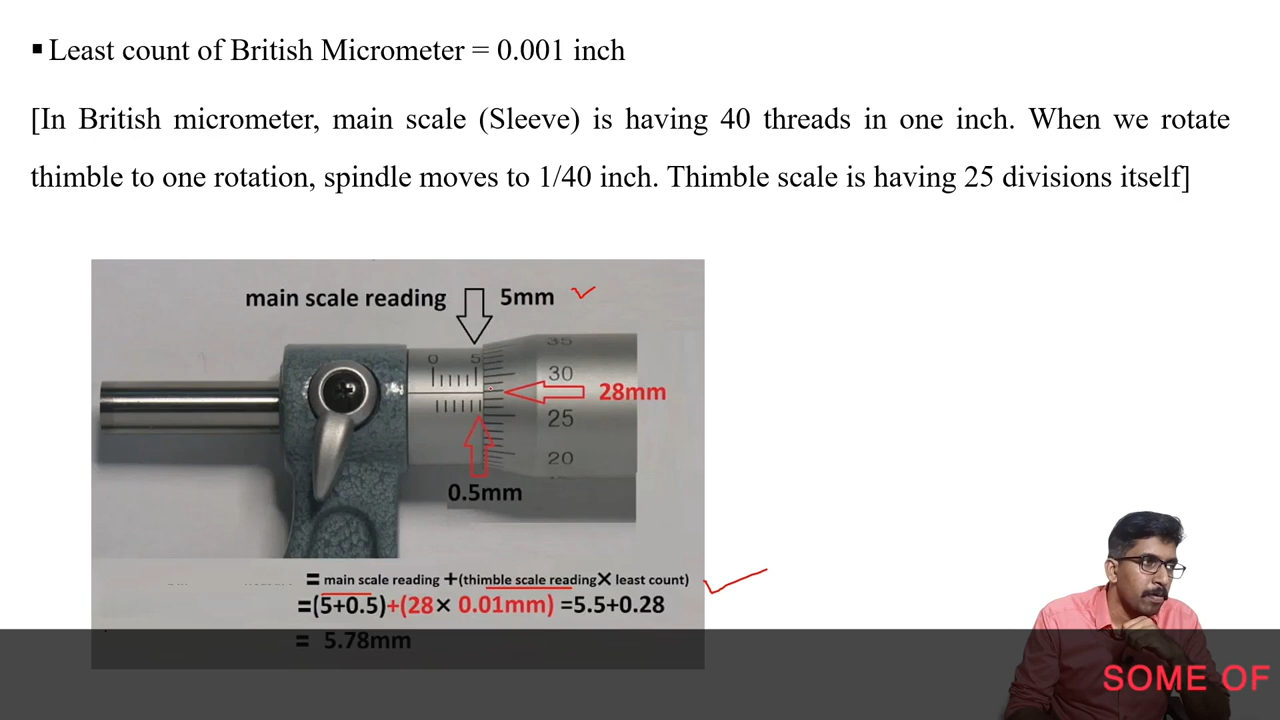 ▪Least count of British Micrometer = 0.001 inch
[In British micrometer, main scale (Sleeve) is having 40 threads in one inch. When we rotate
thimble to one rotation, spindle moves to 1/40 inch. Thimble scale is having 25 divisions itself]
main scale reading 5mm
35
0 5
30
28mm
25
20
0.5mm
= main scale reading +(thimble scale reading× least count)
=(5+0.5)+(28× 0.01mm) =5.5+0.28
= 5.78mm
SOME OF